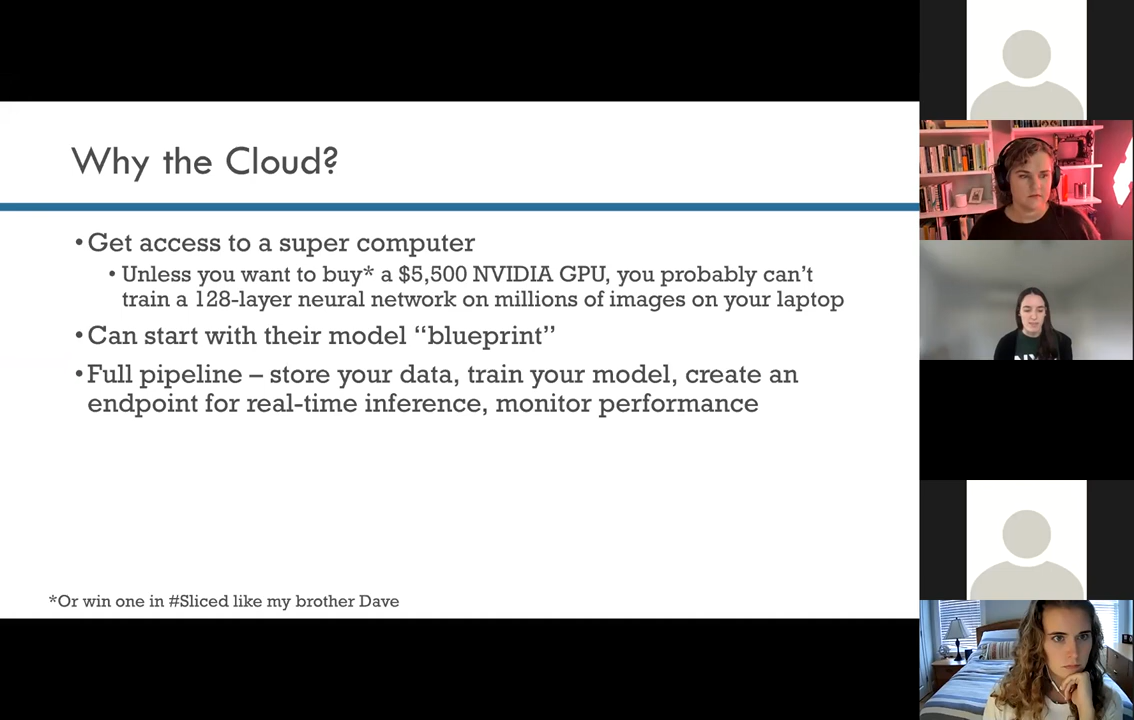 Why the Cloud?
•Get access to a super computer
•Unless you want to buy* a $5,500 NVIDIA GPU, you probably can’t
train a 128-layer neural network on millions of images on your laptop
•Can start with their model “blueprint”
•Full pipeline – store your data, train your model, create an
endpoint for real-time inference, monitor performance
*Or win one in #Sliced like my brother Dave